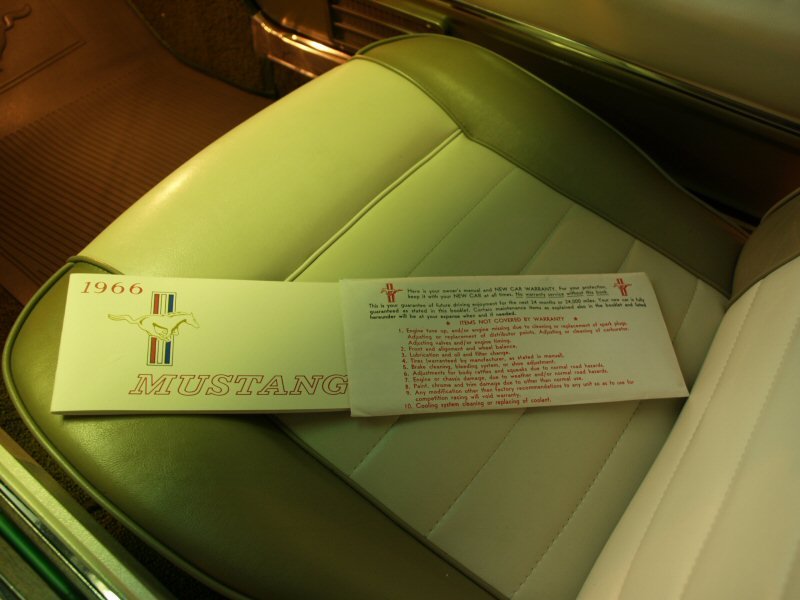 1966
MUSTANG
Here is your owner's manual and NEW CAR WARRANTY. For your protection,
keep it with your NEW CAR at all times. No warranty service without this book.
This is your guarantee of future driving enjoyment for the next 24 months or 24,000 miles. Your new car is fully
guaranteed as stated in this booklet. Certain maintenance items as explained also in the booklet and listed
hereunder will be at your expense when and if needed.
★ ITEMS NOT COVERED BY WARRANTY ★
1. Engine tune up, and/or engine missing due to cleaning or replacement of spark plugs.
Adjusting or replacement of distributor points. Adjusting or cleaning of carburetor.
Adjusting valves and/or engine timing.
2. Front end alignment and wheel balance.
3. Lubrication and oil and filter change.
4. Tires (warranteed by manufacturer, as stated in manual).
5. Brake cleaning, bleeding system, or shoe adjustment.
6. Adjustments for body rattles and squeaks due to normal road hazards.
7. Engine or chassis damage, due to weather and/or normal road hazards.
8. Paint, chrome and trim damage due to other than normal use.
9. Any modification other than factory recommendations to any unit so as to use for
competition racing will void warranty.
10. Cooling system cleaning or replacing of coolant.